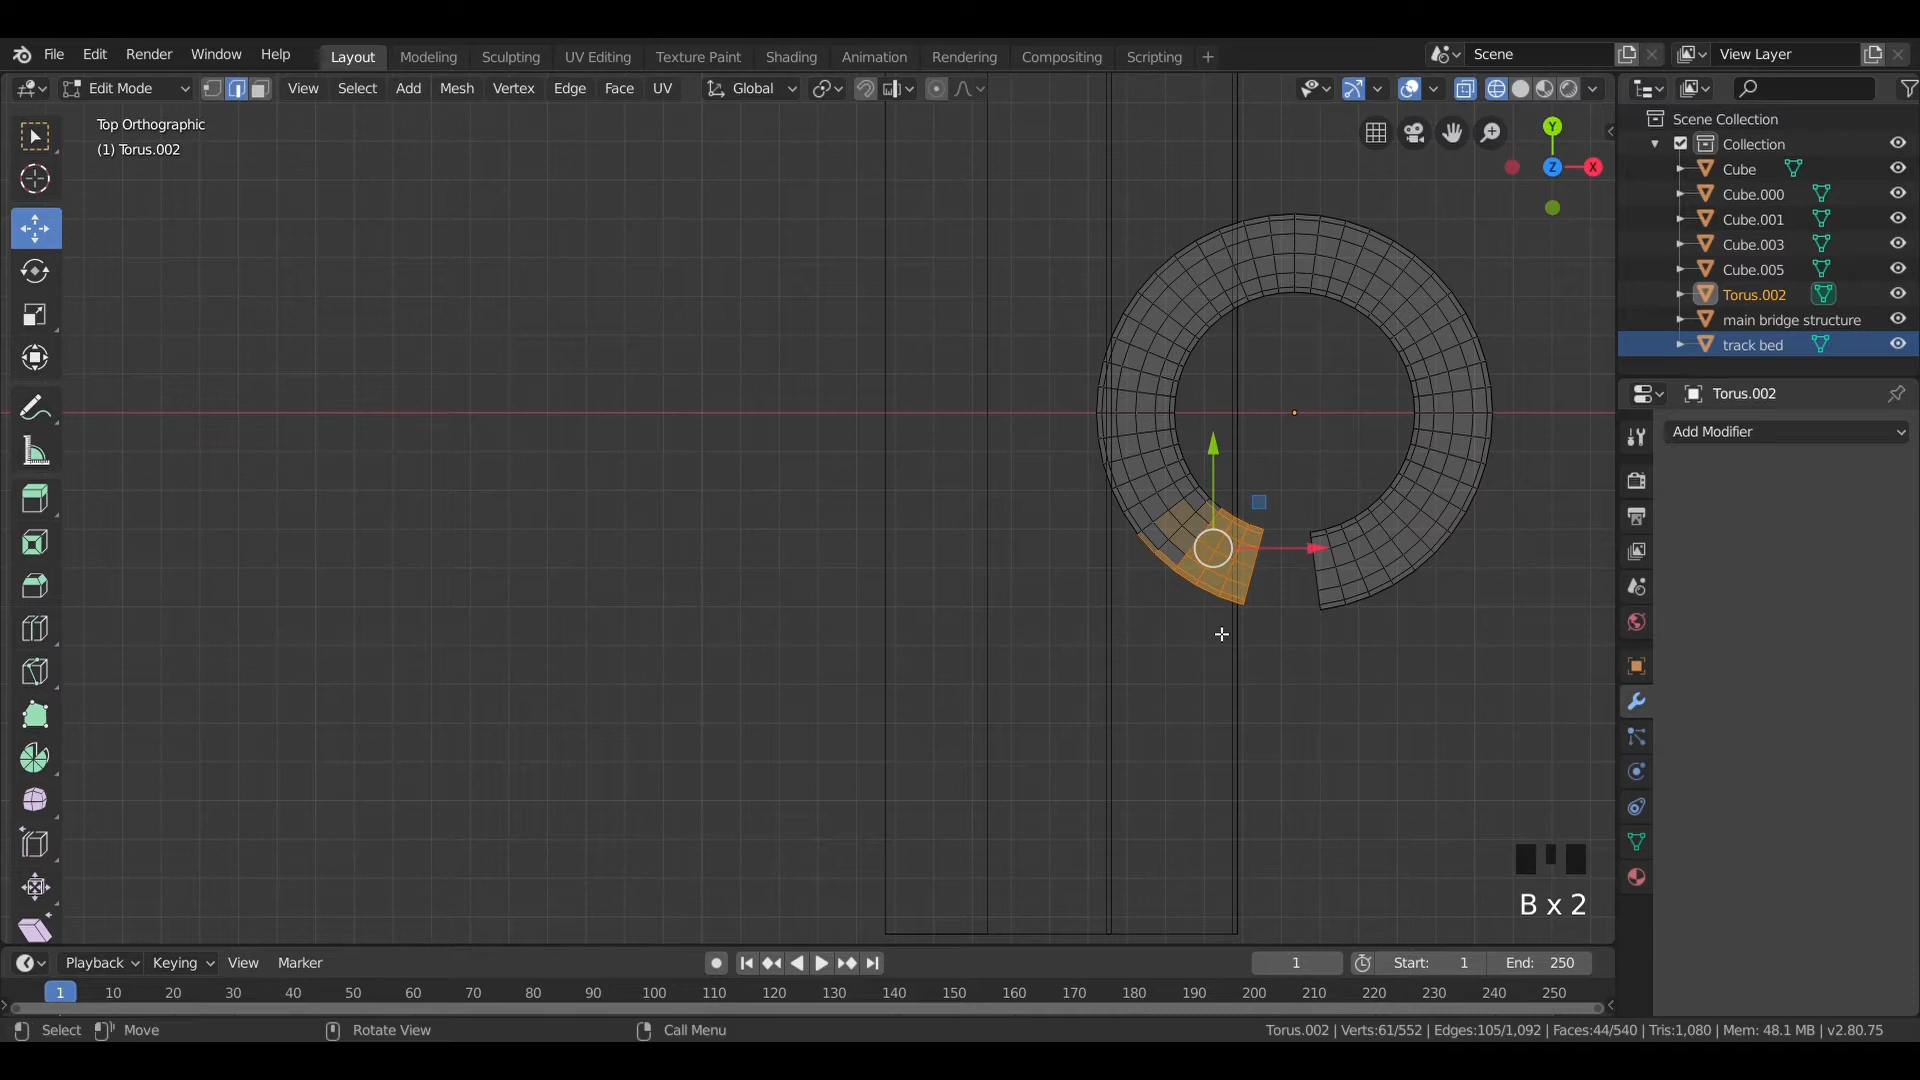 File Edit Render Window Help Layout Modeling Sculpting UV Editing Texture Paint Shading Animation Rendering Compositing Scripting + Scene View Layer
Edit Mode View Select Add Mesh Vertex Edge Face UV Global
Top Orthographic
(1) Torus.002
Y
Z
X
Scene Collection
Collection
Cube
Cube.000
Cube.001
Cube.003
Cube.005
Torus.002
main bridge structure
track bed
Torus.002
Add Modifier
B x 2
Playback Keying View Marker 1 Start: 1 End: 250
1 10 20 30 40 50 60 70 80 90 100 110 120 130 140 150 160 170 180 190 200 210 220 230 240 250
Select Move Rotate View Call Menu Torus.002 | Verts:61/552 | Edges:105/1,092 | Faces:44/540 | Tris:1,080 | Mem: 48.1 MB | v2.80.75